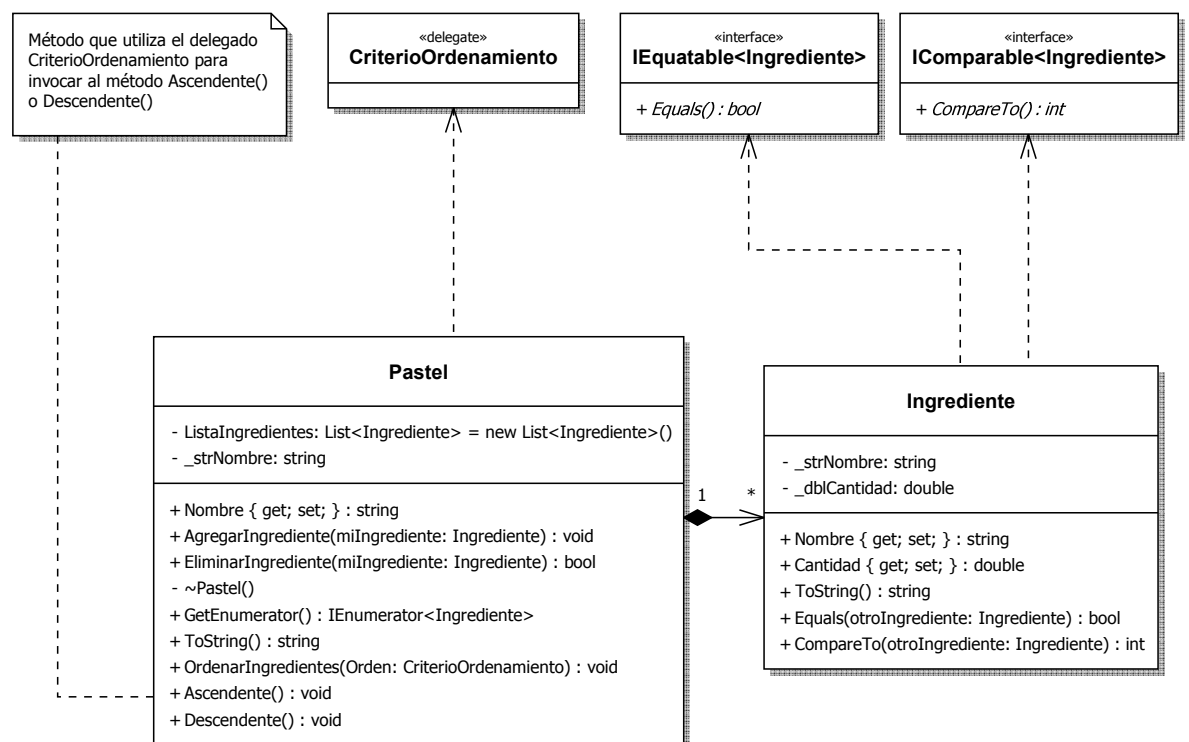 Método que utiliza el delegado
CriterioOrdenamiento para
invocar al método Ascendente()
o Descendente()
«delegate»
CriterioOrdenamiento
«interface»
IEquatable<Ingrediente>
+ Equals() : bool
«interface»
IComparable<Ingrediente>
+ CompareTo() : int
Pastel
- ListaIngredientes: List<Ingrediente> = new List<Ingrediente>()
- _strNombre: string
+ Nombre { get; set; } : string
+ AgregarIngrediente(miIngrediente: Ingrediente) : void
+ EliminarIngrediente(miIngrediente: Ingrediente) : bool
- ~Pastel()
+ GetEnumerator() : IEnumerator<Ingrediente>
+ ToString() : string
+ OrdenarIngredientes(Orden: CriterioOrdenamiento) : void
+ Ascendente() : void
+ Descendente() : void
1 *
Ingrediente
- _strNombre: string
- _dblCantidad: double
+ Nombre { get; set; } : string
+ Cantidad { get; set; } : double
+ ToString() : string
+ Equals(otroIngrediente: Ingrediente) : bool
+ CompareTo(otroIngrediente: Ingrediente) : int